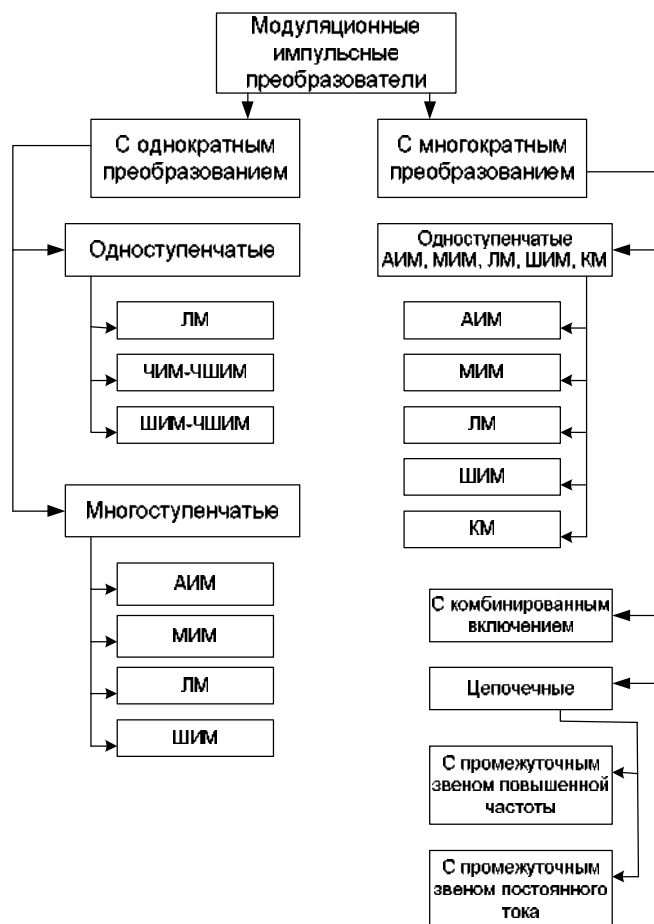 Модуляционные
импульсные
преобразователи
С однократным
преобразованием
С многократным
преобразованием
Одноступенчатые
ЛМ
ЧИМ-ЧШИМ
ШИМ-ЧШИМ
Многоступенчатые
АИМ
МИМ
ЛМ
ШИМ
Одноступенчатые
АИМ, МИМ, ЛМ, ШИМ, КМ
АИМ
МИМ
ЛМ
ШИМ
КМ
С комбинированным
включением
Цепочечные
С промежуточным
звеном повышенной
частоты
С промежуточным
звеном постоянного
тока